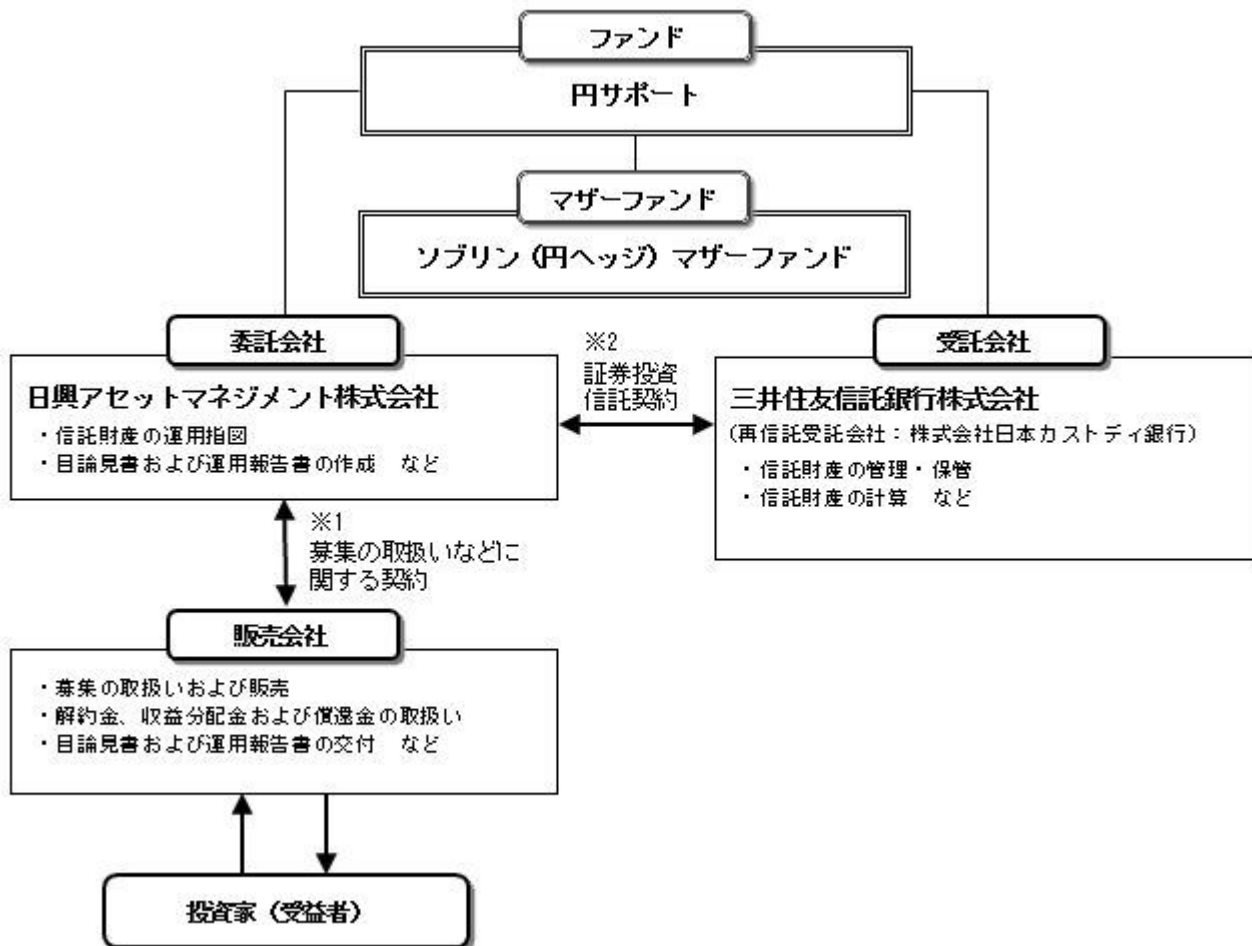 ファンド
円サポート
マザーファンド
ソブリン（円ヘッジ）マザーファンド
委託会社
日興アセットマネジメント株式会社
・信託財産の運用指図
・目論見書および運用報告書の作成　など
※2
証券投資
信託契約
受託会社
三井住友信託銀行株式会社
（再信託受託会社：株式会社日本カストディ銀行）
・信託財産の管理・保管
・信託財産の計算　など
※1
募集の取扱いなどに
関する契約
販売会社
・募集の取扱いおよび販売
・解約金、収益分配金および償還金の取扱い
・目論見書および運用報告書の交付　など
投資家（受益者）